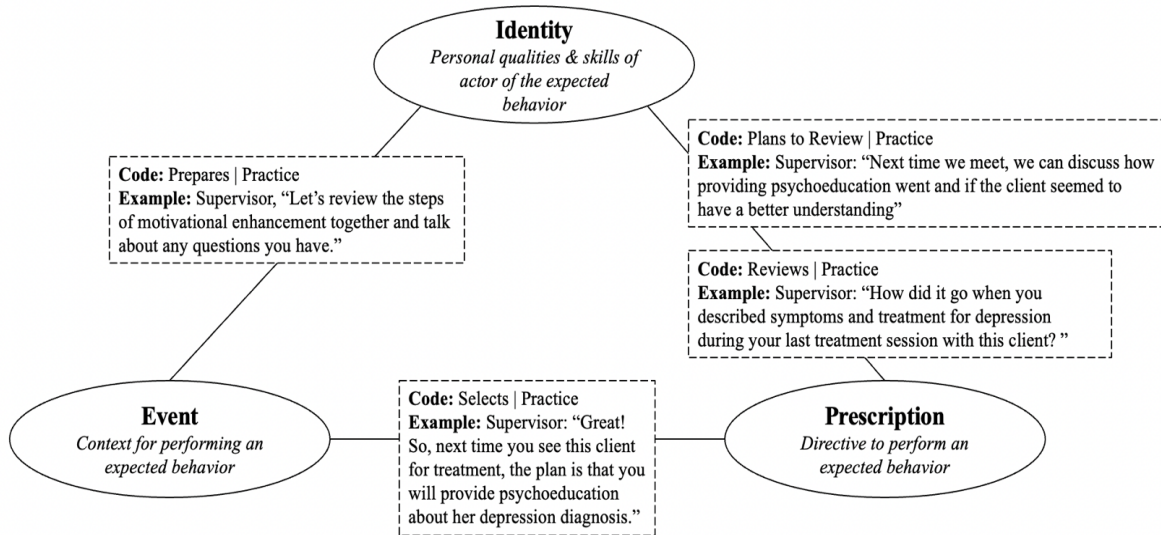 Identity
Personal qualities & skills of
actor of the expected
behavior
Code: Prepares | Practice
Example: Supervisor, “Let’s review the steps
of motivational enhancement together and talk
about any questions you have.”
Code: Plans to Review | Practice
Example: Supervisor: “Next time we meet, we can discuss how
providing psychoeducation went and if the client seemed to
have a better understanding”
Code: Reviews | Practice
Example: Supervisor: “How did it go when you
described symptoms and treatment for depression
during your last treatment session with this client? ”
Event
Context for performing an
expected behavior
Code: Selects | Practice
Example: Supervisor: “Great!
So, next time you see this client
for treatment, the plan is that you
will provide psychoeducation
about her depression diagnosis.”
Prescription
Directive to perform an
expected behavior